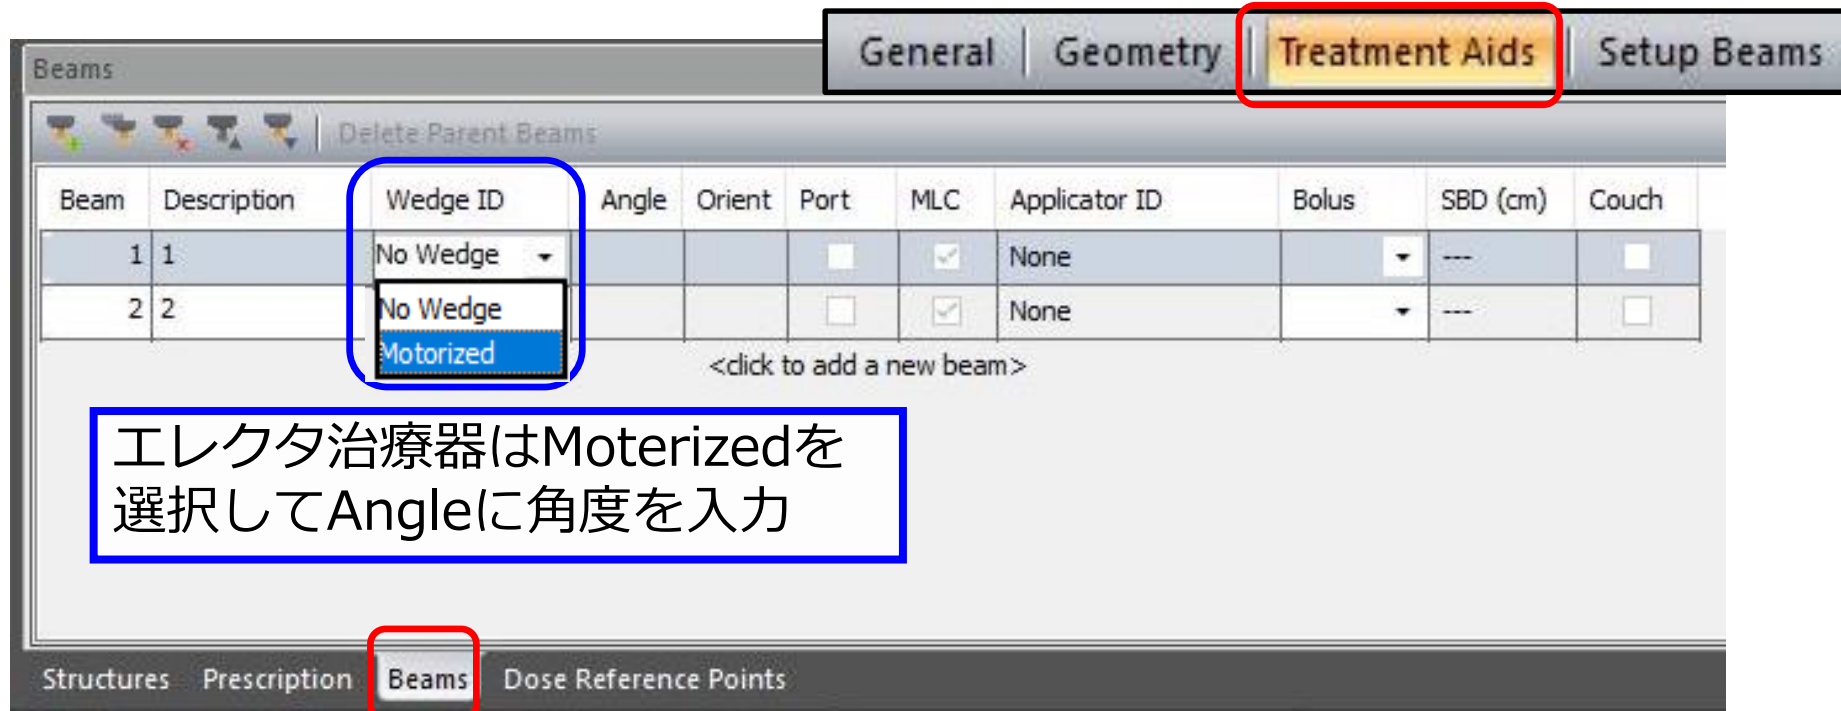 General | Geometry | Treatment Aids | Setup Beams
Beams
Delete Parent Beams
Beam Description Wedge ID Angle Orient Port MLC Applicator ID Bolus SBD (cm) Couch
1 1 No Wedge None ---
2 2 No Wedge None ---
Motorized
<click to add a new beam>
エレクタ治療器はMoterizedを
選択してAngleに角度を入力
Structures Prescription Beams Dose Reference Points